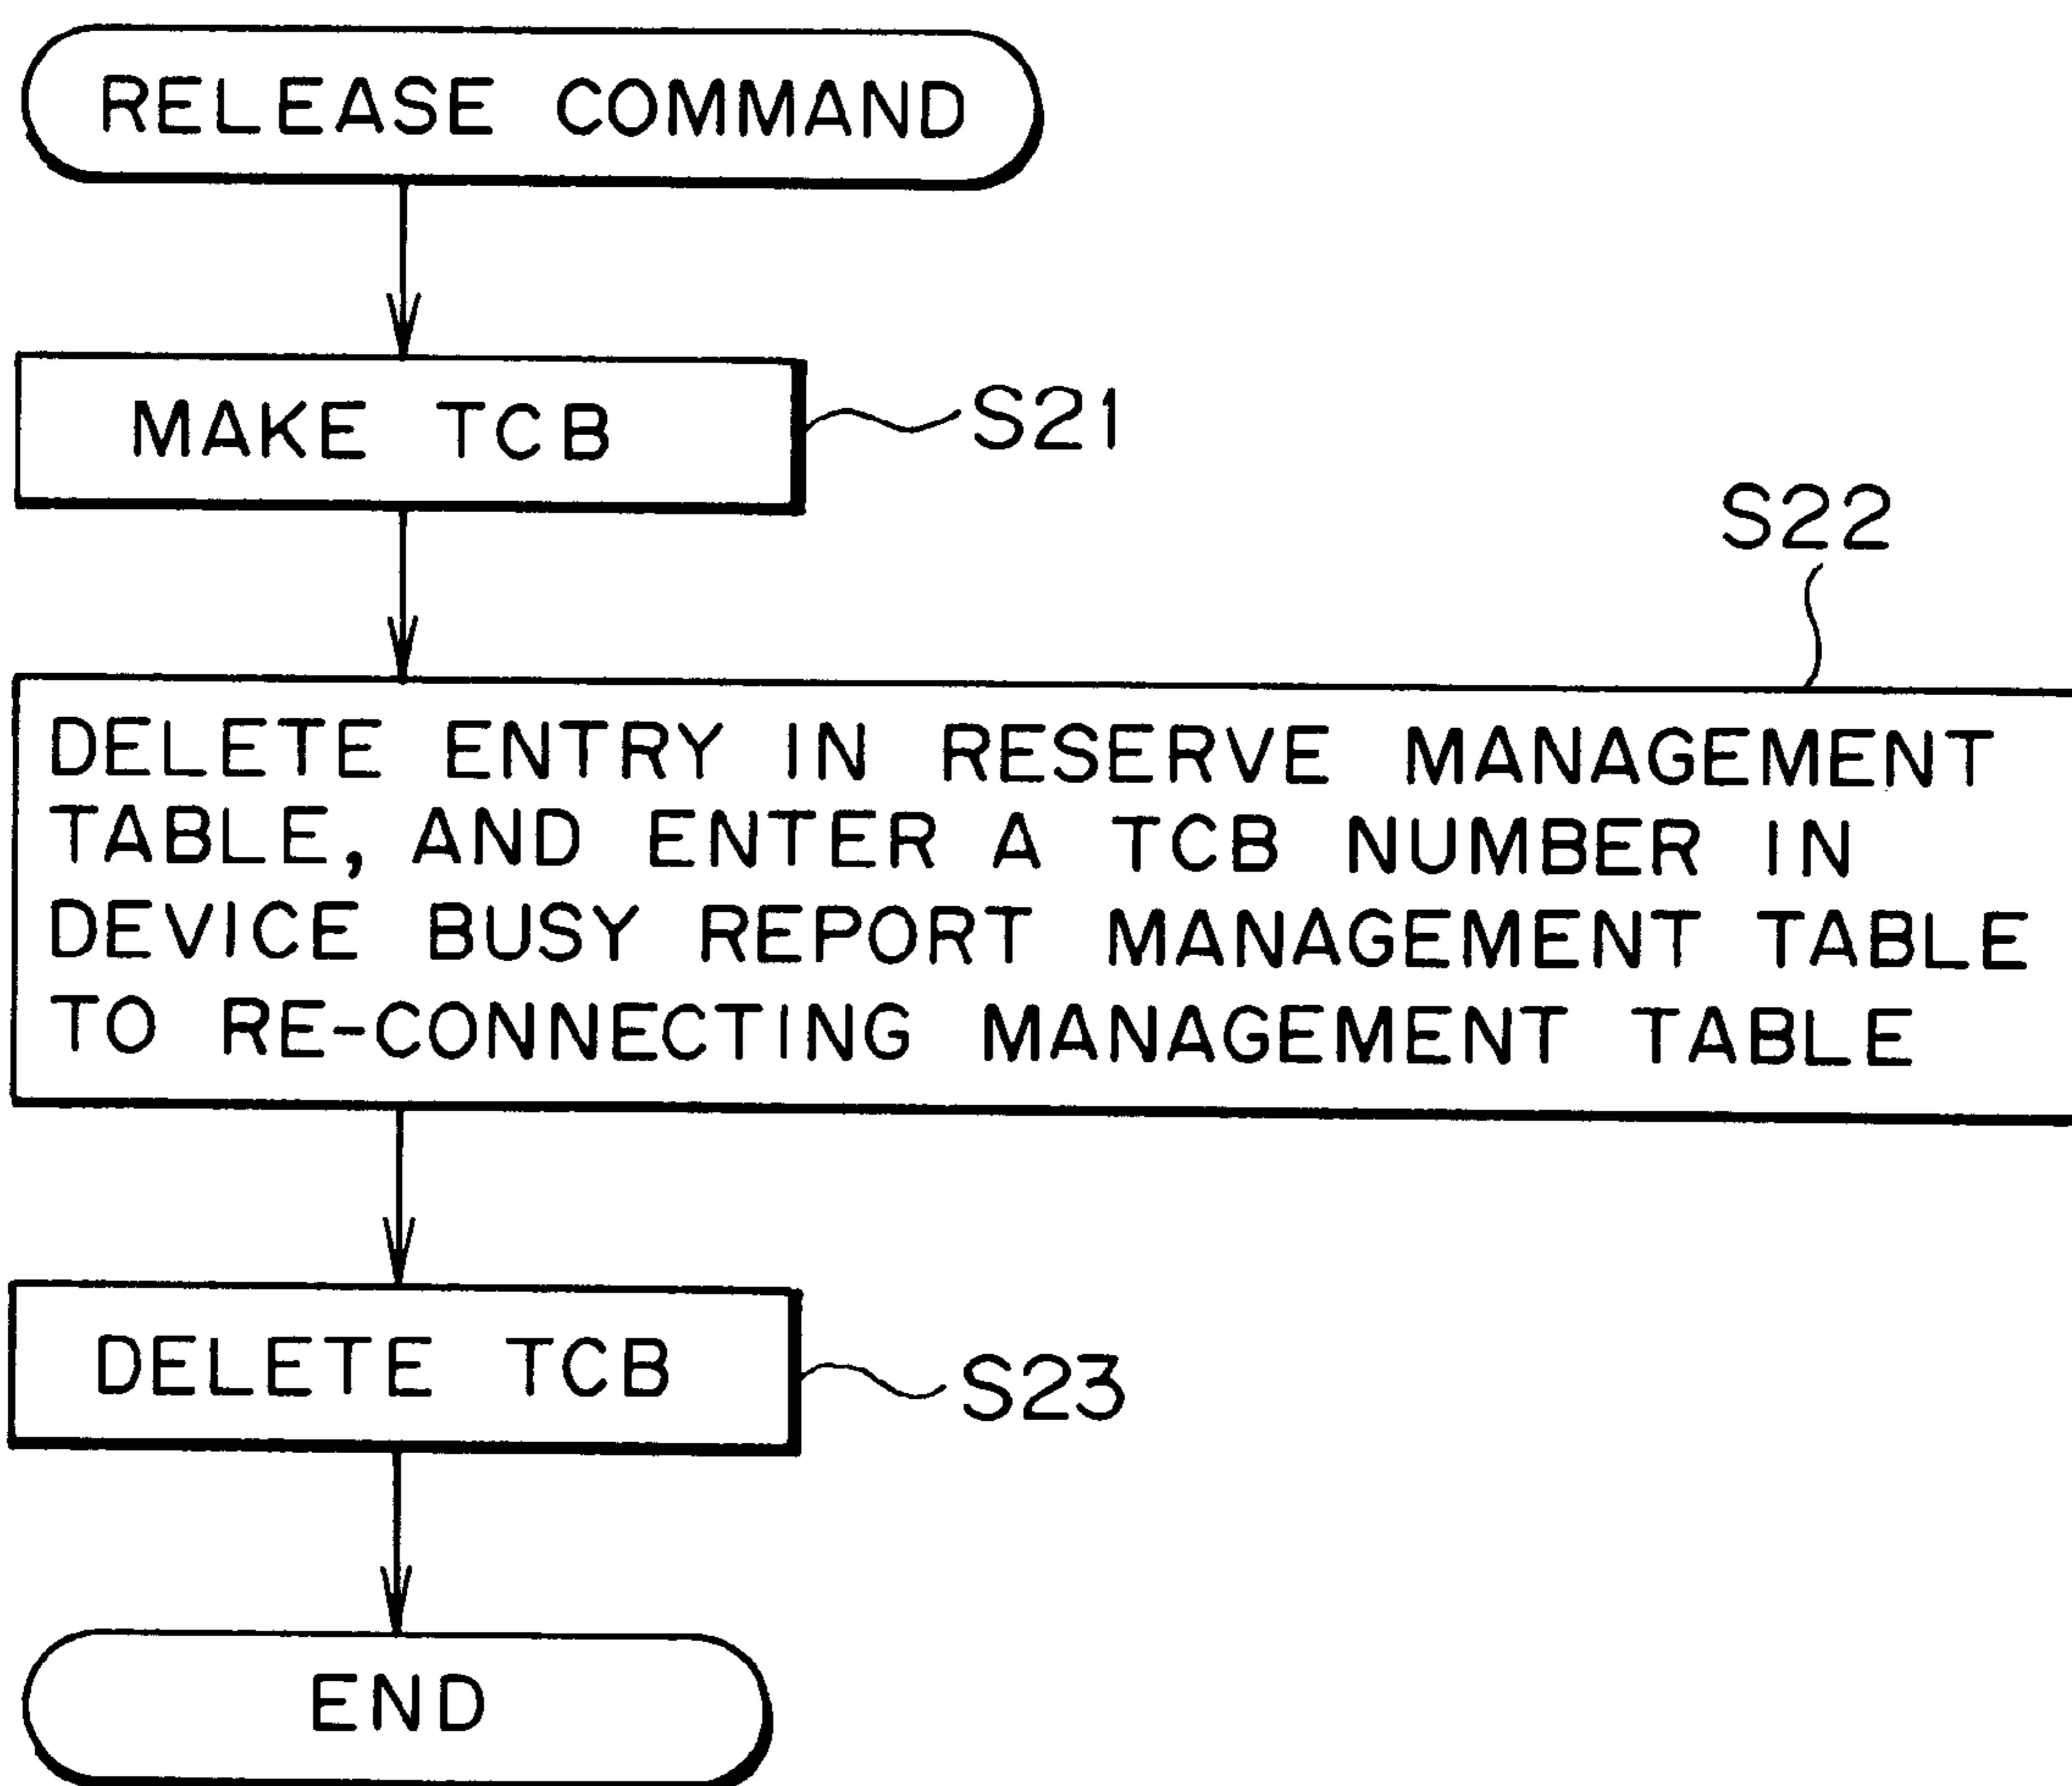 RELEASE COMMAND
MAKE TCB
S21
S22
DELETE ENTRY IN RESERVE MANAGEMENT
TABLE, AND ENTER A TCB NUMBER IN
DEVICE BUSY REPORT MANAGEMENT TABLE
TO RE-CONNECTING MANAGEMENT TABLE
DELETE TCB
S23
END